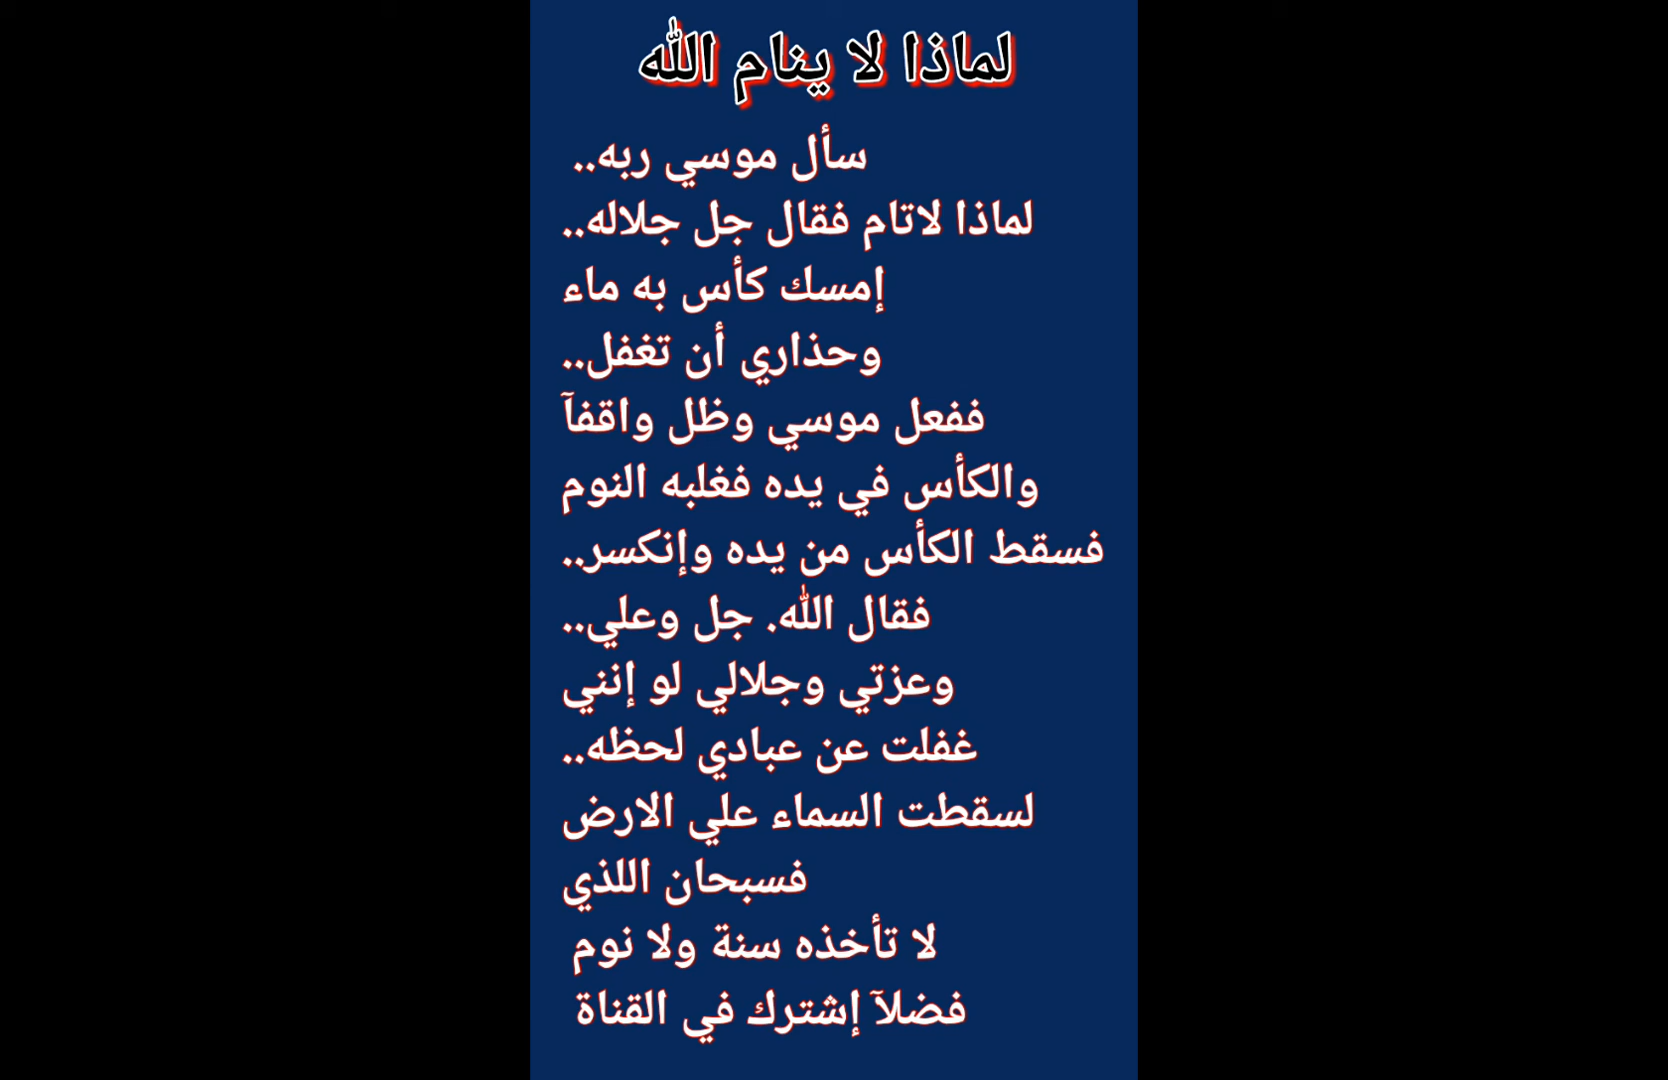 لماذا لا ينام الله
سأل موسي ربه..
لماذا لاتام فقال جل جلاله..
إمسك كأس به ماء
وحذاري أن تغفل..
ففعل موسي وظل واقفآ
والكأس في يده فغلبه النوم
فسقط الكأس من يده وإنكسر..
فقال الله. جل وعلي..
وعزتي وجلالي لو إنني
غفلت عن عبادي لحظه..
لسقطت السماء علي الارض
فسبحان اللذي
لا تأخذه سنة ولا نوم
فضلآ إشترك في القناة